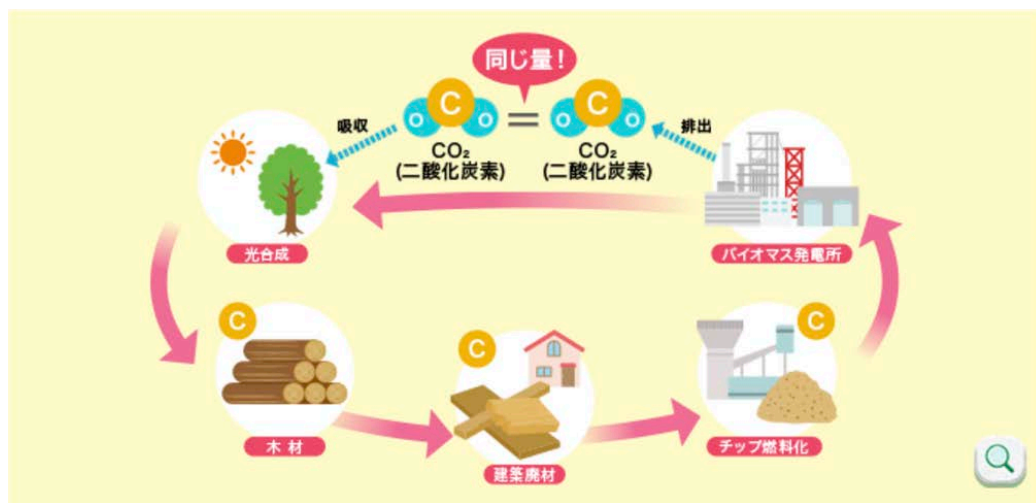 同じ量！
C
O
O
=
C
O
O
吸収
排出
CO₂
(二酸化炭素)
CO₂
(二酸化炭素)
光合成
バイオマス発電所
C
木材
C
建築廃材
C
チップ燃料化